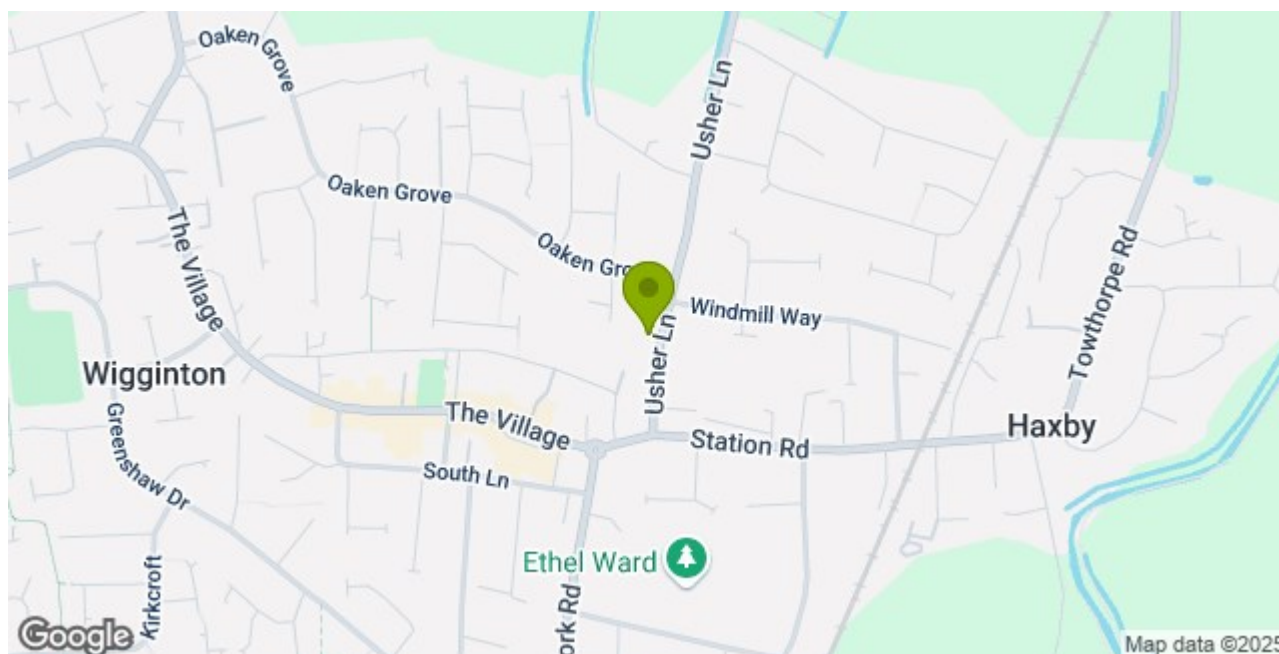 Oaken Grove
Usher Ln
Oaken Grove
The Village
Oaken Gro
Towthorpe Rd
Windmill Way
Usher Ln
Wigginton
Greenshaw Dr
The Village
Station Rd
Haxby
South Ln
Ethel Ward
Kirkcroft
ork Rd
Google
Map data ©2025